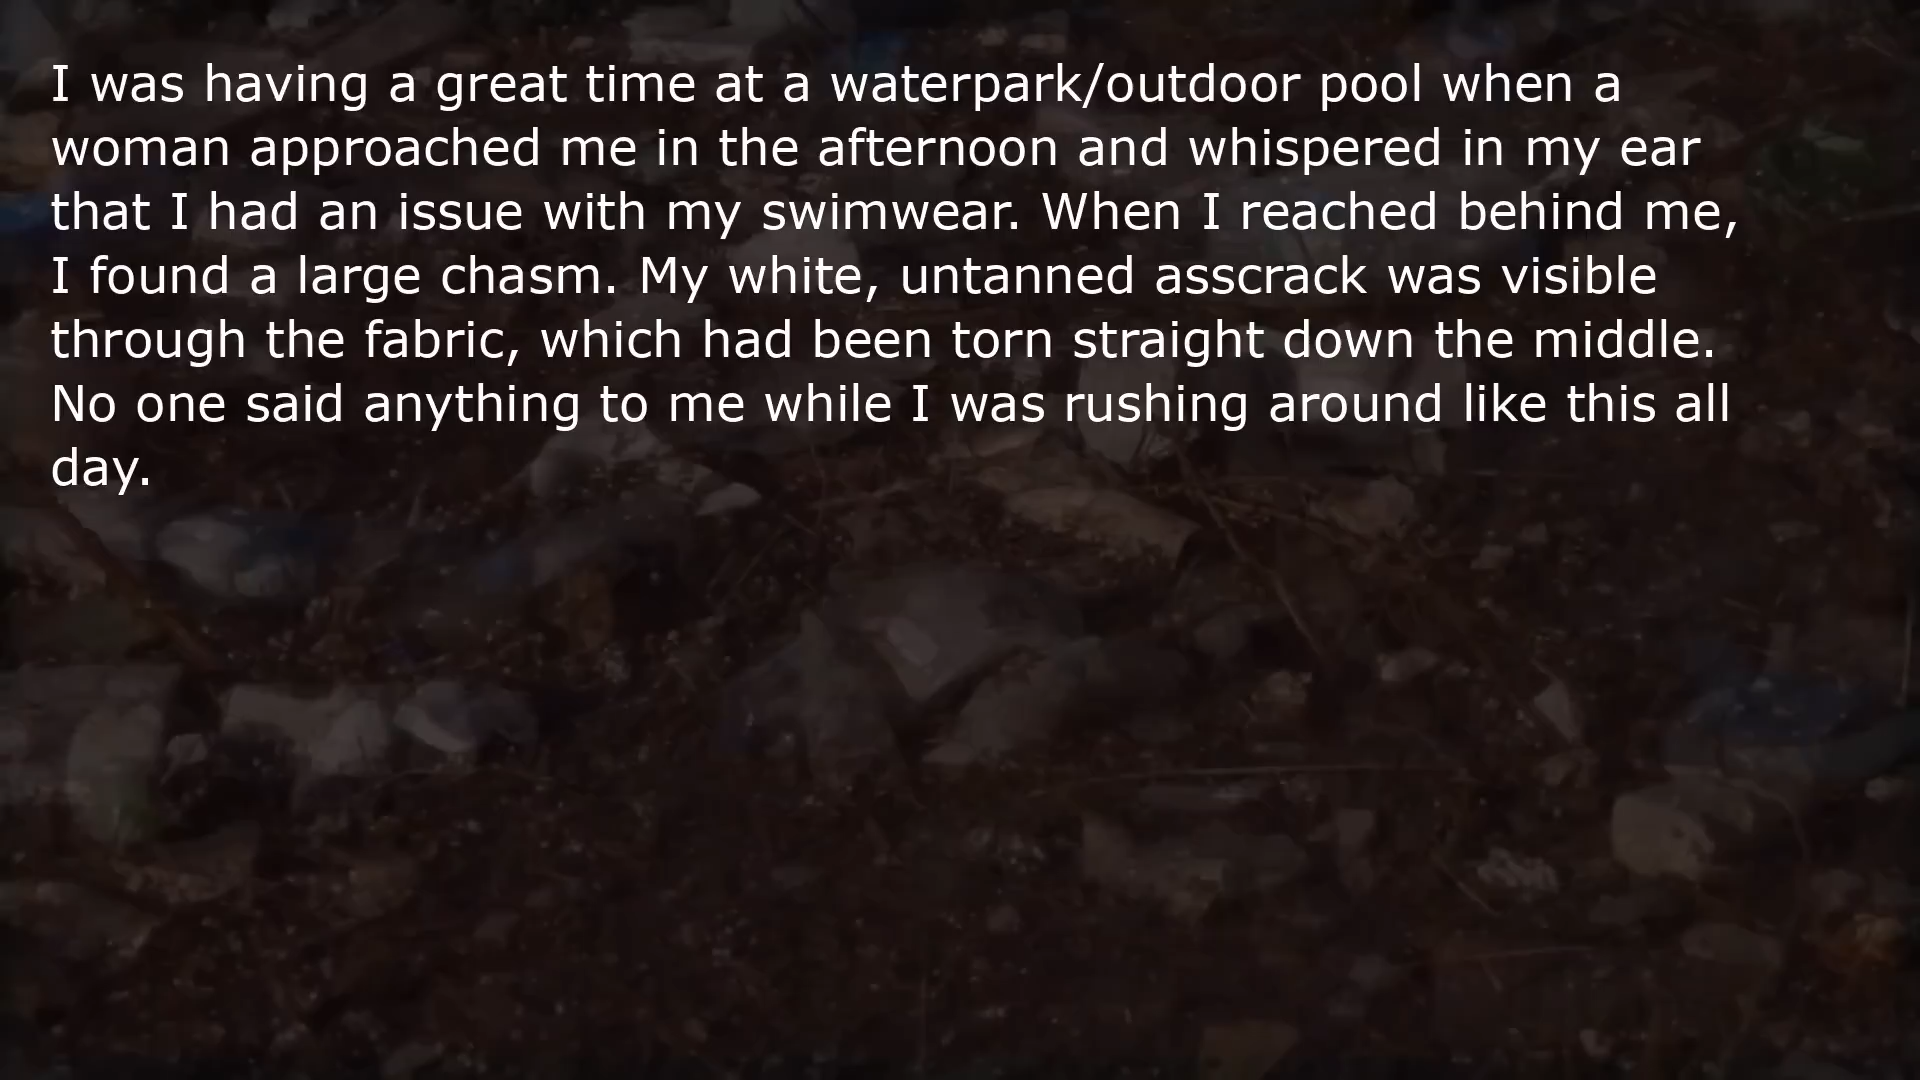 I was having a great time at a waterpark/outdoor pool when a
woman approached me in the afternoon and whispered in my ear
that I had an issue with my swimwear. When I reached behind me,
I found a large chasm. My white, untanned asscrack was visible
through the fabric, which had been torn straight down the middle.
No one said anything to me while I was rushing around like this all
day.